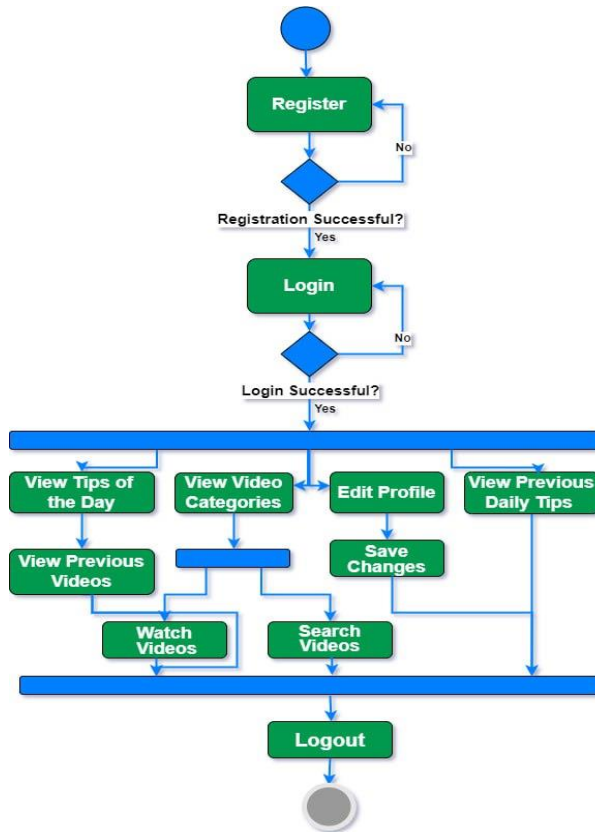 Register
No
Registration Successful?
Yes
Login
No
Login Successful?
Yes
View Tips of
the Day
View Video
Categories
Edit Profile
View Previous
Daily Tips
View Previous
Videos
Save
Changes
Watch
Videos
Search
Videos
Logout